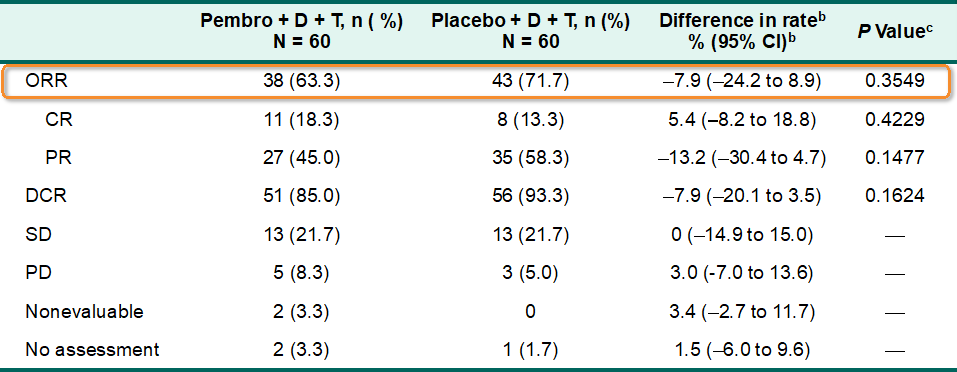 Pembro + D + T, n ( %) Placebo + D + T, n (%) Difference in rateᵇ P Valueᶜ
N = 60 N = 60 % (95% CI)ᵇ
ORR 38 (63.3) 43 (71.7) –7.9 (–24.2 to 8.9) 0.3549
CR 11 (18.3) 8 (13.3) 5.4 (–8.2 to 18.8) 0.4229
PR 27 (45.0) 35 (58.3) –13.2 (–30.4 to 4.7) 0.1477
DCR 51 (85.0) 56 (93.3) –7.9 (–20.1 to 3.5) 0.1624
SD 13 (21.7) 13 (21.7) 0 (–14.9 to 15.0) —
PD 5 (8.3) 3 (5.0) 3.0 (-7.0 to 13.6) —
Nonevaluable 2 (3.3) 0 3.4 (–2.7 to 11.7) —
No assessment 2 (3.3) 1 (1.7) 1.5 (–6.0 to 9.6) —